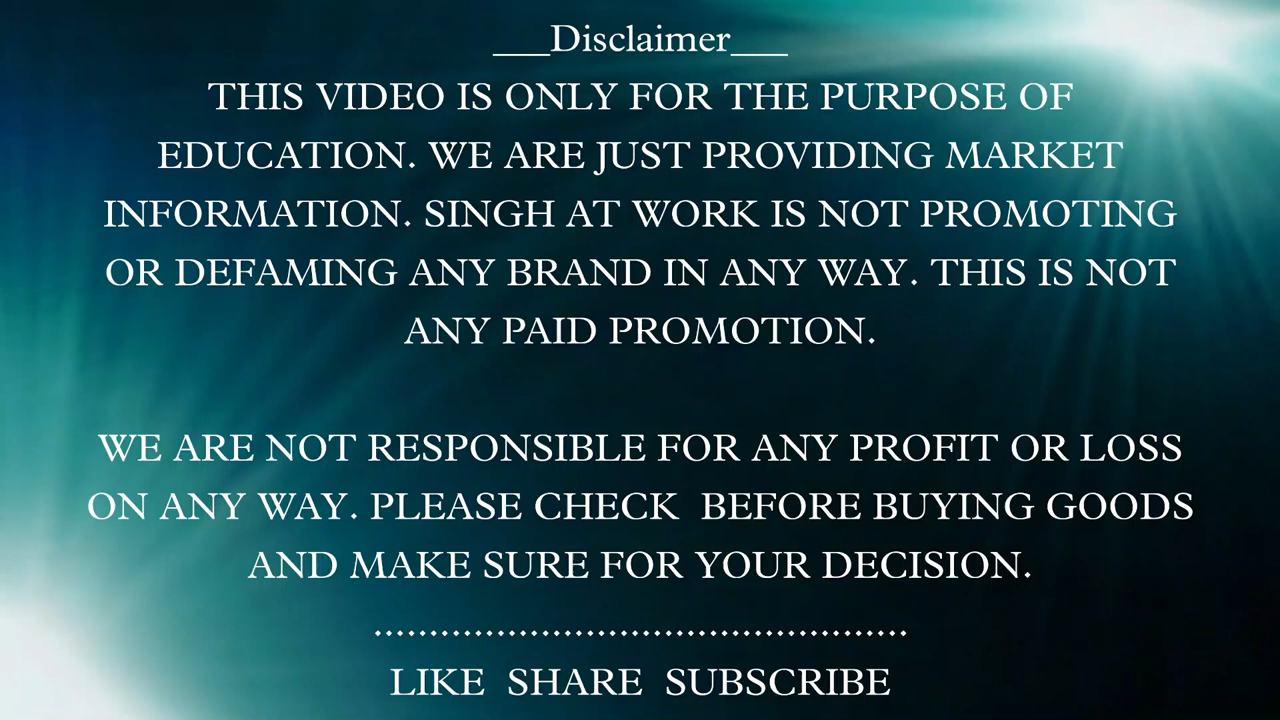 ___Disclaimer___
THIS VIDEO IS ONLY FOR THE PURPOSE OF
EDUCATION. WE ARE JUST PROVIDING MARKET
INFORMATION. SINGH AT WORK IS NOT PROMOTING
OR DEFAMING ANY BRAND IN ANY WAY. THIS IS NOT
ANY PAID PROMOTION.
WE ARE NOT RESPONSIBLE FOR ANY PROFIT OR LOSS
ON ANY WAY. PLEASE CHECK  BEFORE BUYING GOODS
AND MAKE SURE FOR YOUR DECISION.
................................................
LIKE  SHARE  SUBSCRIBE